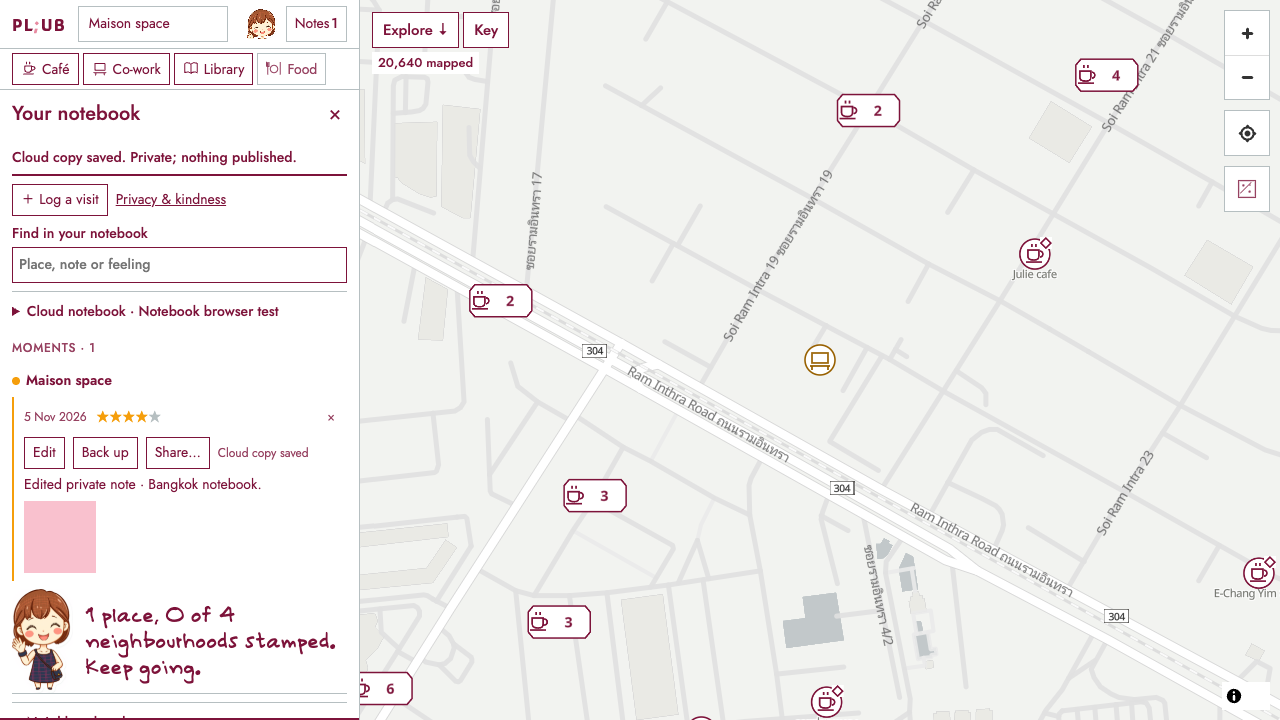 PL:UB
Maison space
Notes 1
Café
Co-work
Library
Food
Your notebook
×
Cloud copy saved. Private; nothing published.
+ Log a visit
Privacy & kindness
Find in your notebook
Place, note or feeling
Cloud notebook · Notebook browser test
MOMENTS · 1
Maison space
5 Nov 2026
×
Edit
Back up
Share...
Cloud copy saved
Edited private note · Bangkok notebook.
1 place, 0 of 4
neighbourhoods stamped.
Keep going.
Explore ↓
Key
20,640 mapped
+
−
4
2
Soi Ram Intra 21 ซอยรามอินทรา
ซอยรามอินทรา 17
Soi Ram Intra 19 ซอยรามอินทรา 19
Julie cafe
2
304
Ram Inthra Road ถนนรามอินทรา
3
304
Ram Inthra Road ถนนรามอินทรา
Soi Ram Intra 23
ซอยรามอินทรา 4/2
E-Chang Yim
304
3
6